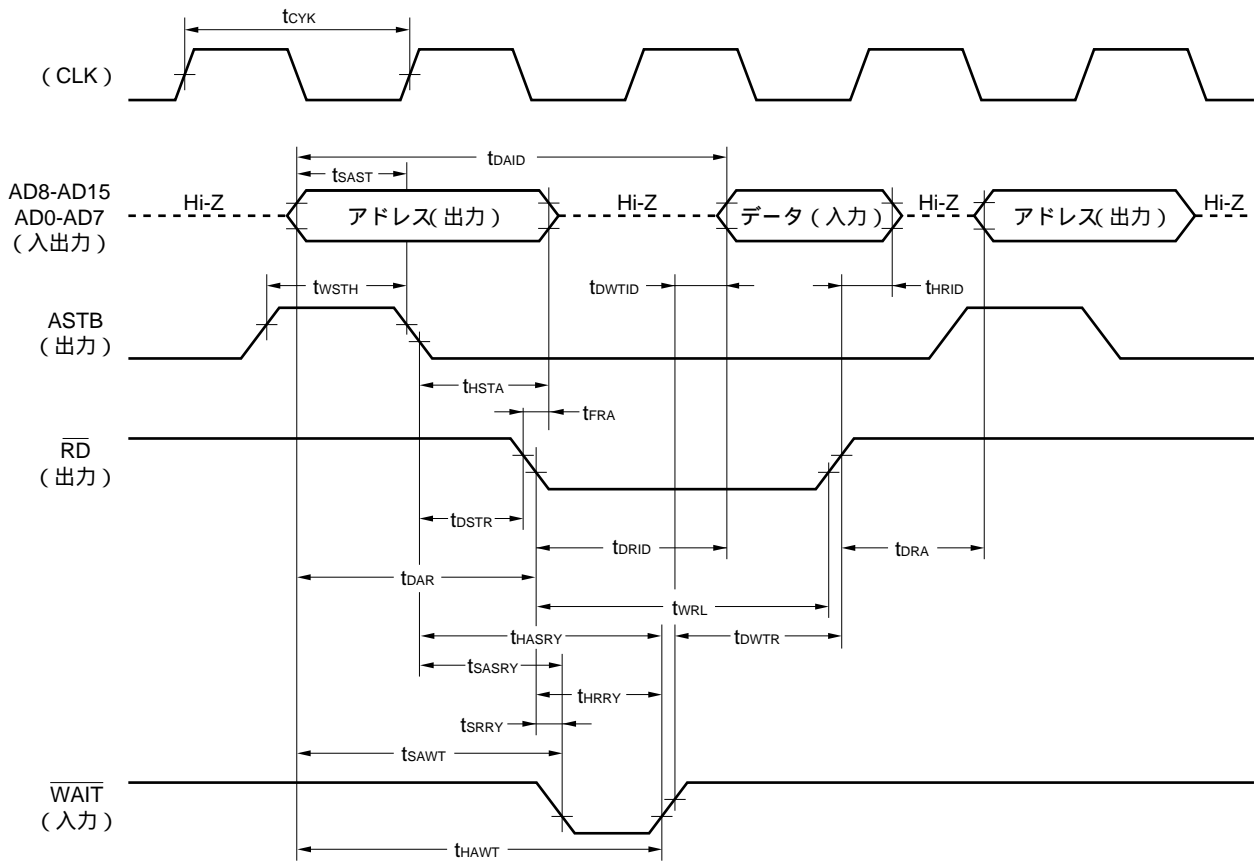 tCYK
( CLK )
tDAID
tSAST
AD8-AD15
AD0-AD7
( 入出力 )
Hi-Z
アドレス( 出力 )
Hi-Z
データ ( 入力 )
Hi-Z
アドレス( 出力 )
Hi-Z
tWSTH
tDWTID
tHRID
ASTB
( 出力 )
tHSTA
tFRA
RD
( 出力 )
tDSTR
tDRID
tDRA
tDAR
tWRL
tHASRY
tDWTR
tSASRY
tHRRY
tSRRY
tSAWT
WAIT
( 入力 )
tHAWT